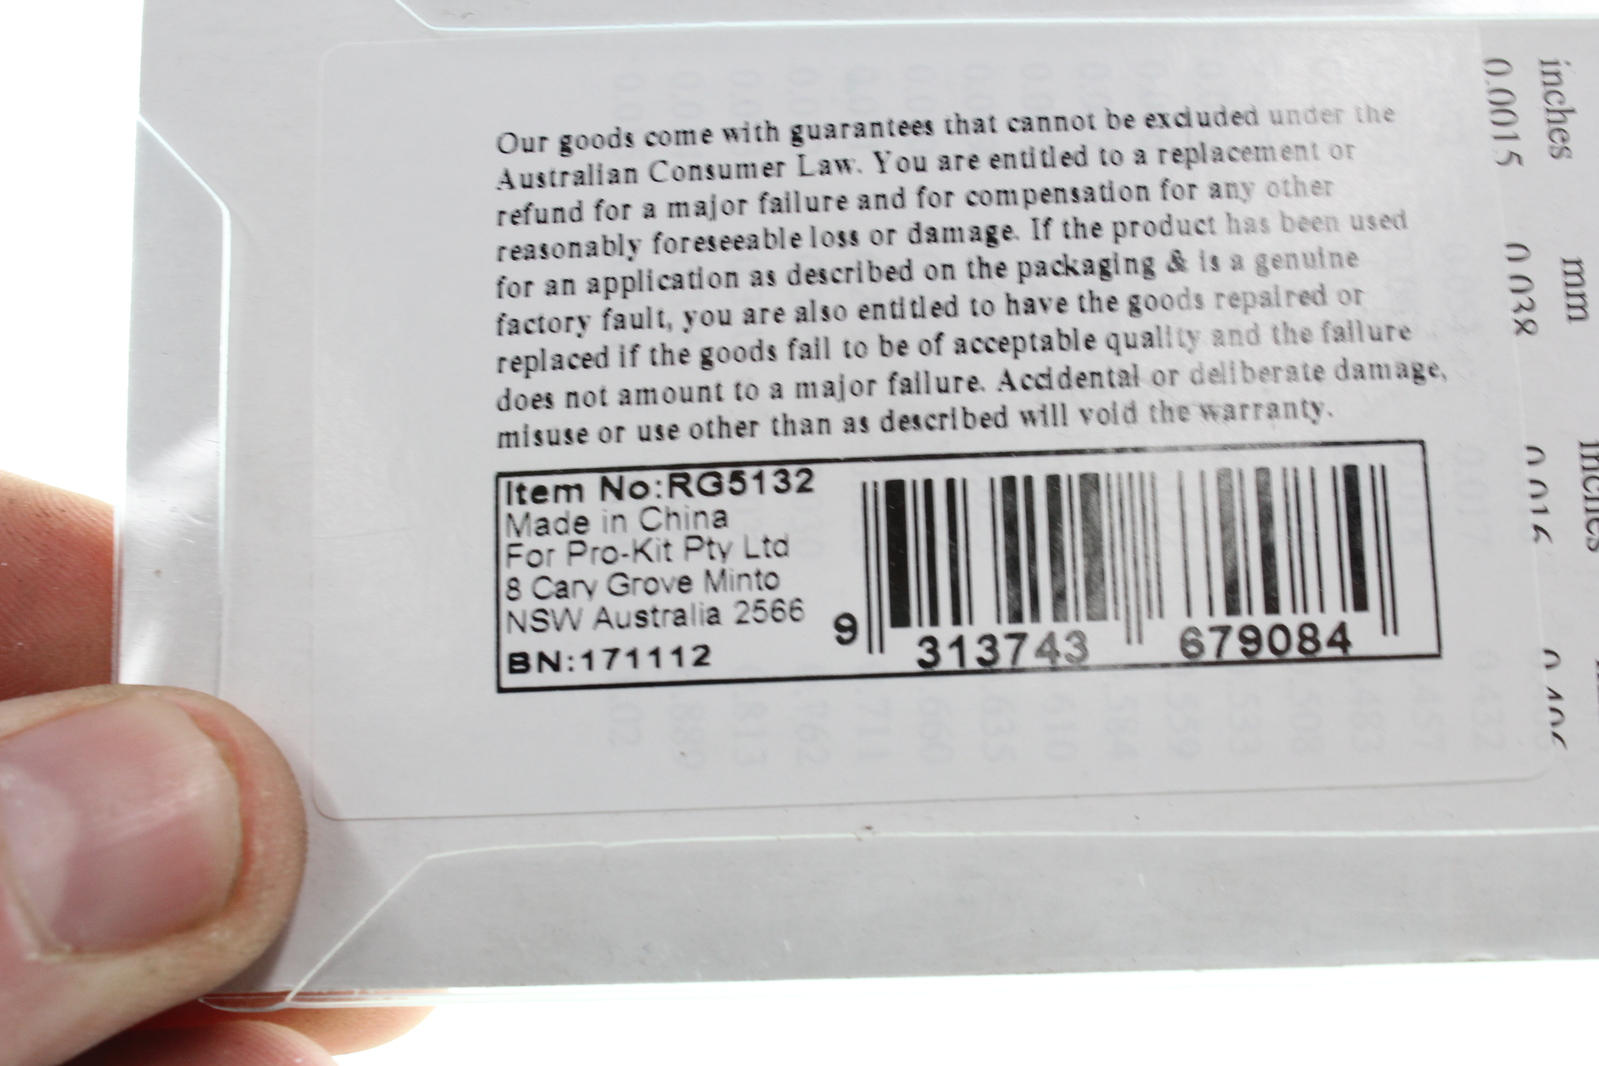 Our goods come with guarantees that cannot be excluded under the
Australian Consumer Law. You are entitled to a replacement or
refund for a major failure and for compensation for any other
reasonably foreseeable loss or damage. If the product has been used
for an application as described on the packaging & is a genuine
factory fault, you are also entitled to have the goods repaired or
replaced if the goods fail to be of acceptable quality and the failure
does not amount to a major failure. Accidental or deliberate damage,
misuse or use other than as described will void the warranty.
Item No:RG5132
Made in China
For Pro-Kit Pty Ltd
8 Cary Grove Minto
NSW Australia 2566
BN:171112
9 313743 679084
inches
0.0015
mm
0.038
inches
0.016